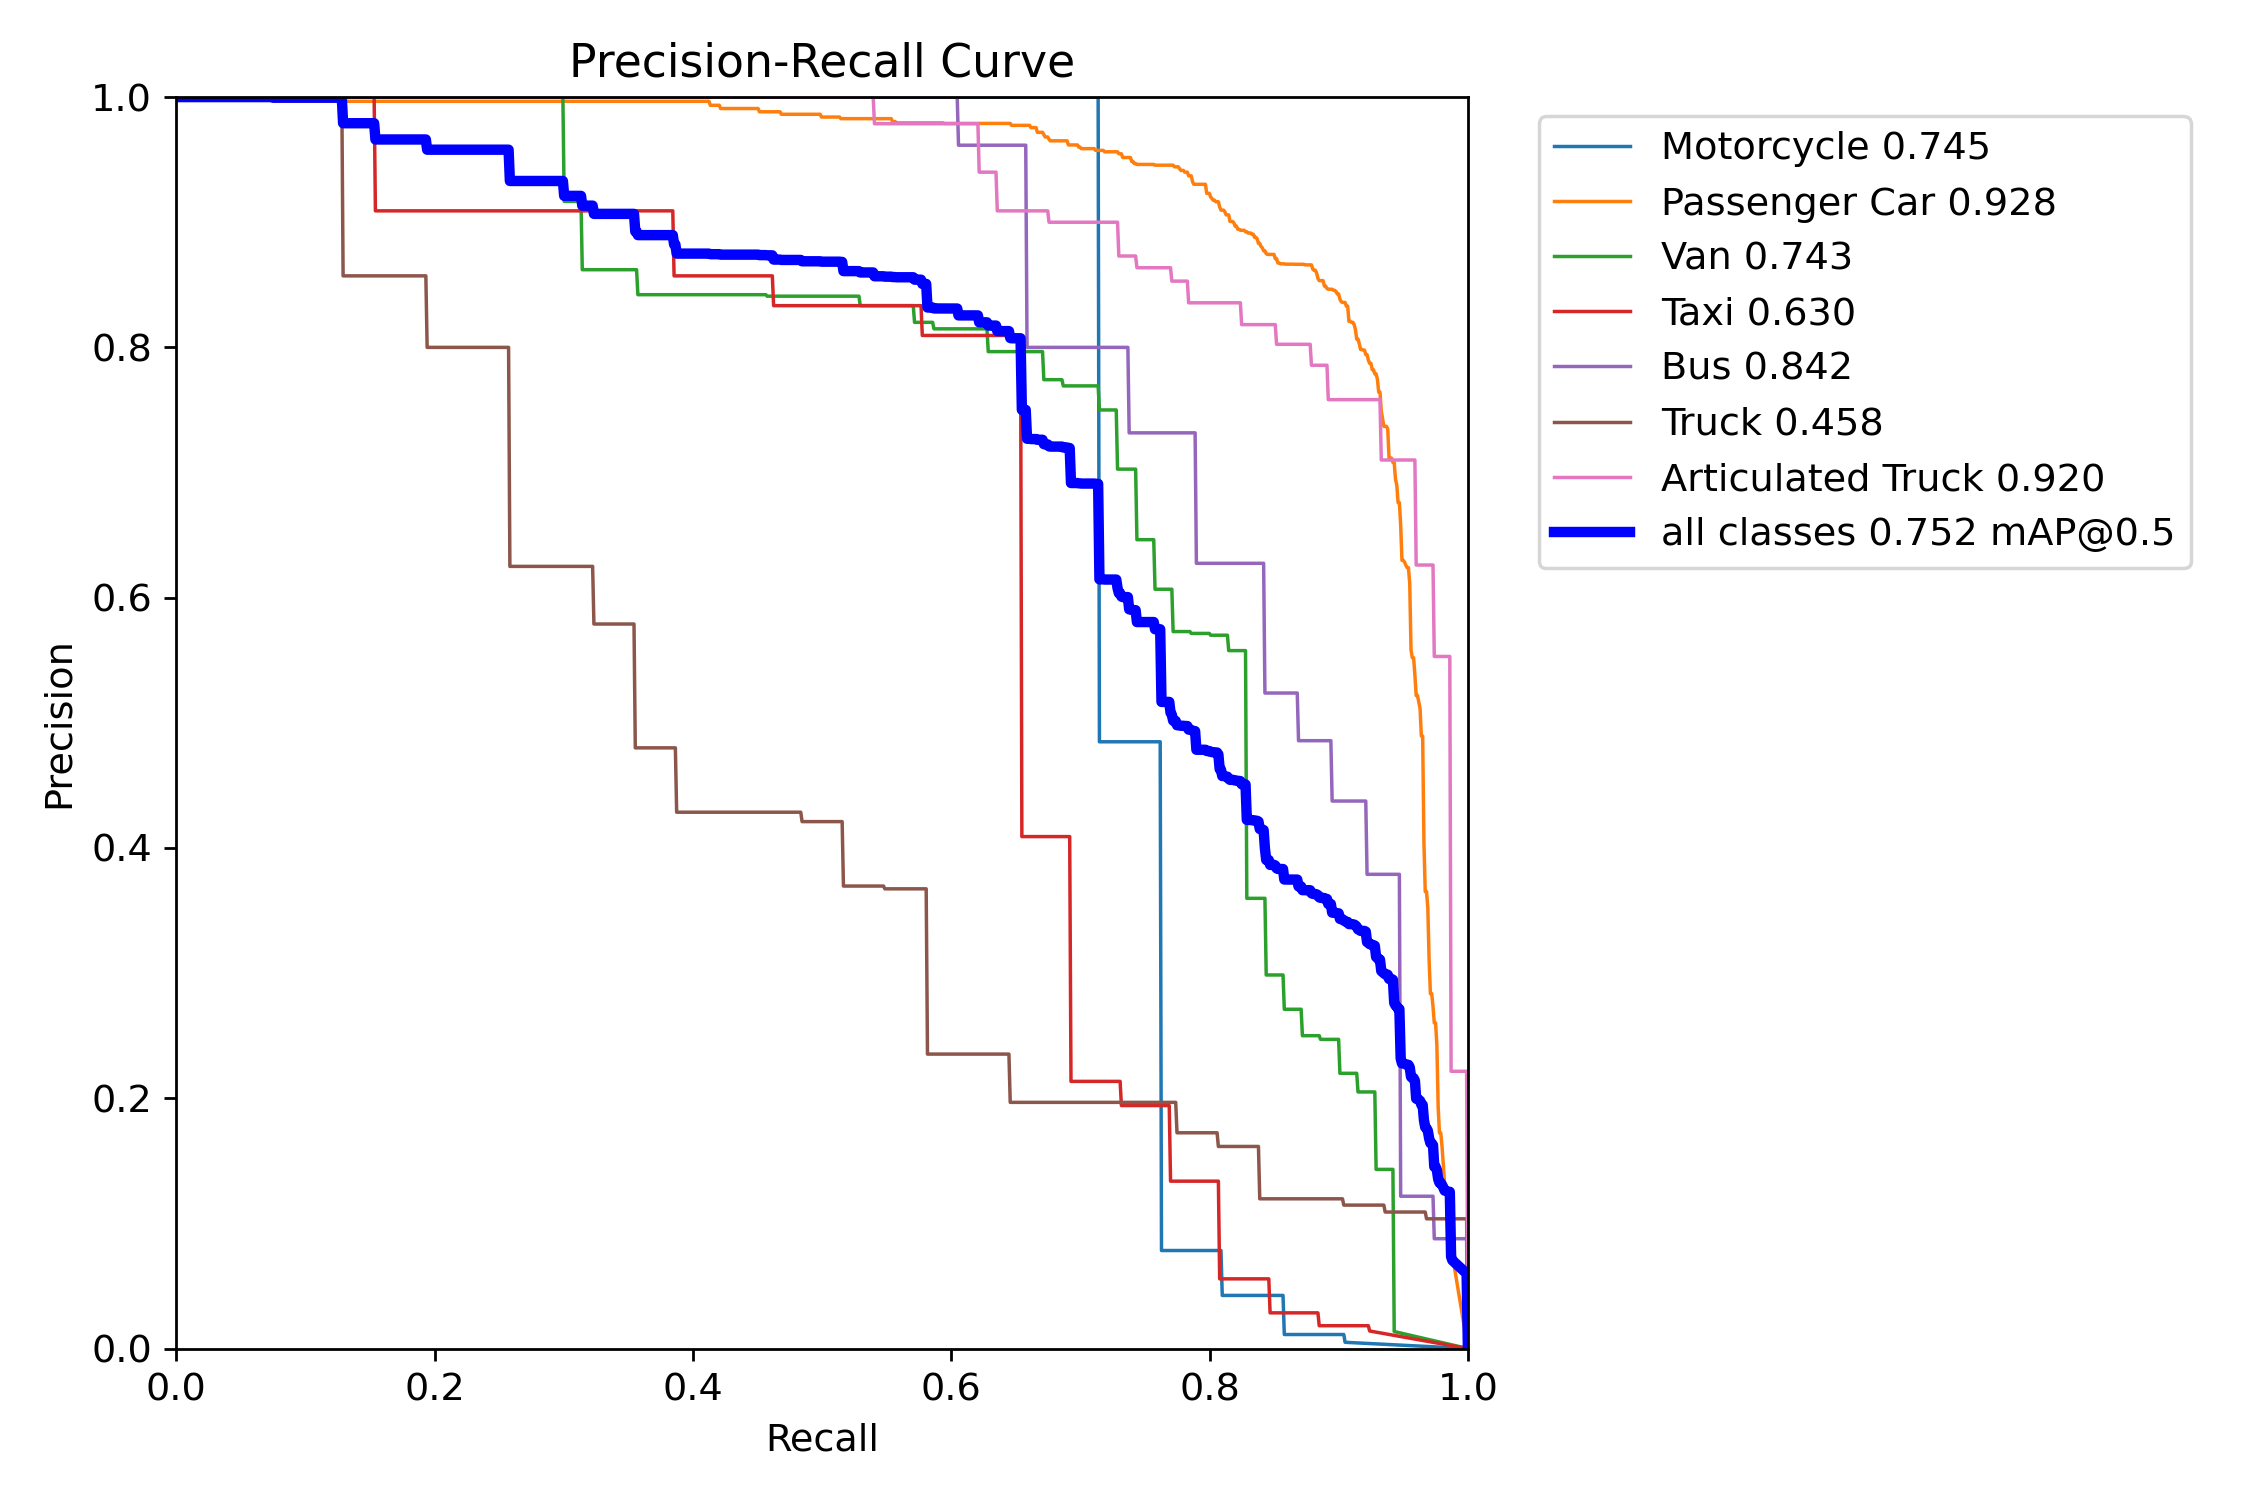 Precision-Recall Curve
1.0
0.8
0.6
0.4
0.2
0.0
Precision
0.0 0.2 0.4 0.6 0.8 1.0
Recall
Motorcycle 0.745
Passenger Car 0.928
Van 0.743
Taxi 0.630
Bus 0.842
Truck 0.458
Articulated Truck 0.920
all classes 0.752 mAP@0.5